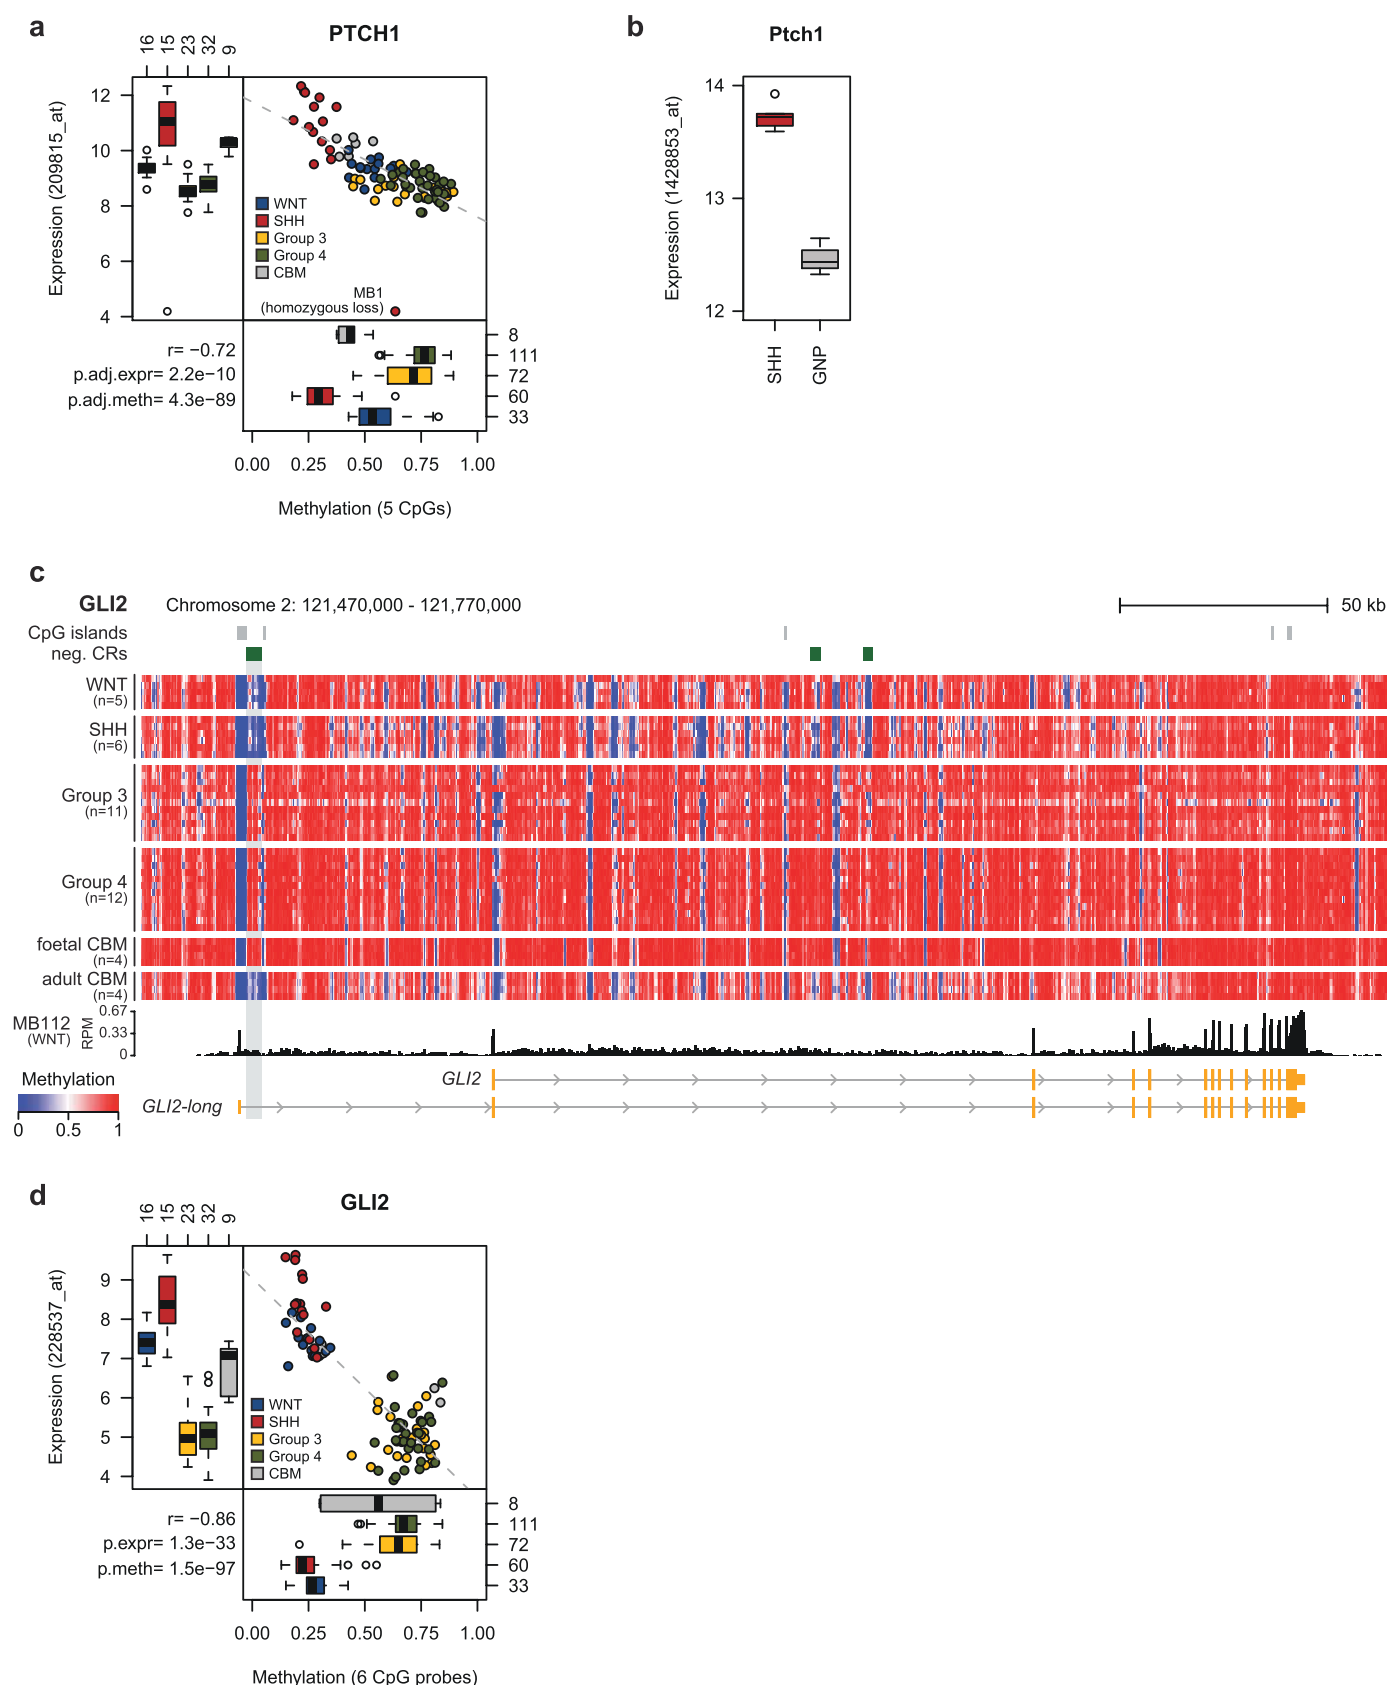 a
PTCH1
16 15 23 32 9
Expression (209815_at)
12
10
8
6
4
WNT
SHH
Group 3
Group 4
CBM
MB1
(homozygous loss)
r= −0.72
p.adj.expr= 2.2e−10
p.adj.meth= 4.3e−89
8
111
72
60
33
0.00 0.25 0.50 0.75 1.00
Methylation (5 CpGs)
b
Ptch1
Expression (1428853_at)
14
13
12
SHH GNP
c
GLI2 Chromosome 2: 121,470,000 - 121,770,000 50 kb
CpG islands
neg. CRs
WNT
(n=5)
SHH
(n=6)
Group 3
(n=11)
Group 4
(n=12)
foetal CBM
(n=4)
adult CBM
(n=4)
MB112
(WNT)
RPM
0.67
0.33
0
Methylation
0 0.5 1
GLI2
GLI2-long
d
GLI2
16 15 23 32 9
Expression (228537_at)
9
8
7
6
5
4
WNT
SHH
Group 3
Group 4
CBM
r= −0.86
p.expr= 1.3e−33
p.meth= 1.5e−97
8
111
72
60
33
0.00 0.25 0.50 0.75 1.00
Methylation (6 CpG probes)